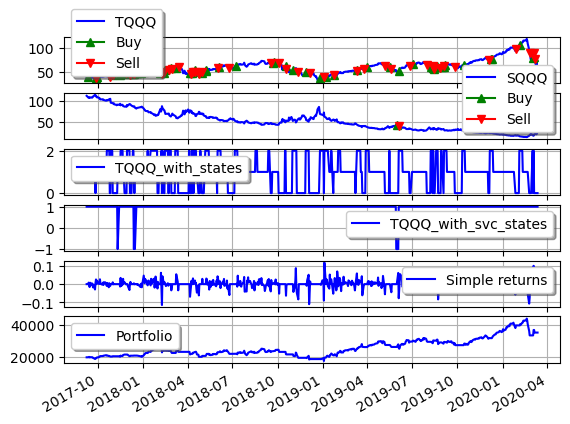 TQQQ
Buy
Sell
100
50
SQQQ
Buy
Sell
100
50
2
TQQQ_with_states
0
1
0
TQQQ_with_svc_states
−1
0.1
0.0
Simple returns
−0.1
40000
Portfolio
20000
2017-10
2018-01
2018-04
2018-07
2018-10
2019-01
2019-04
2019-07
2019-10
2020-01
2020-04